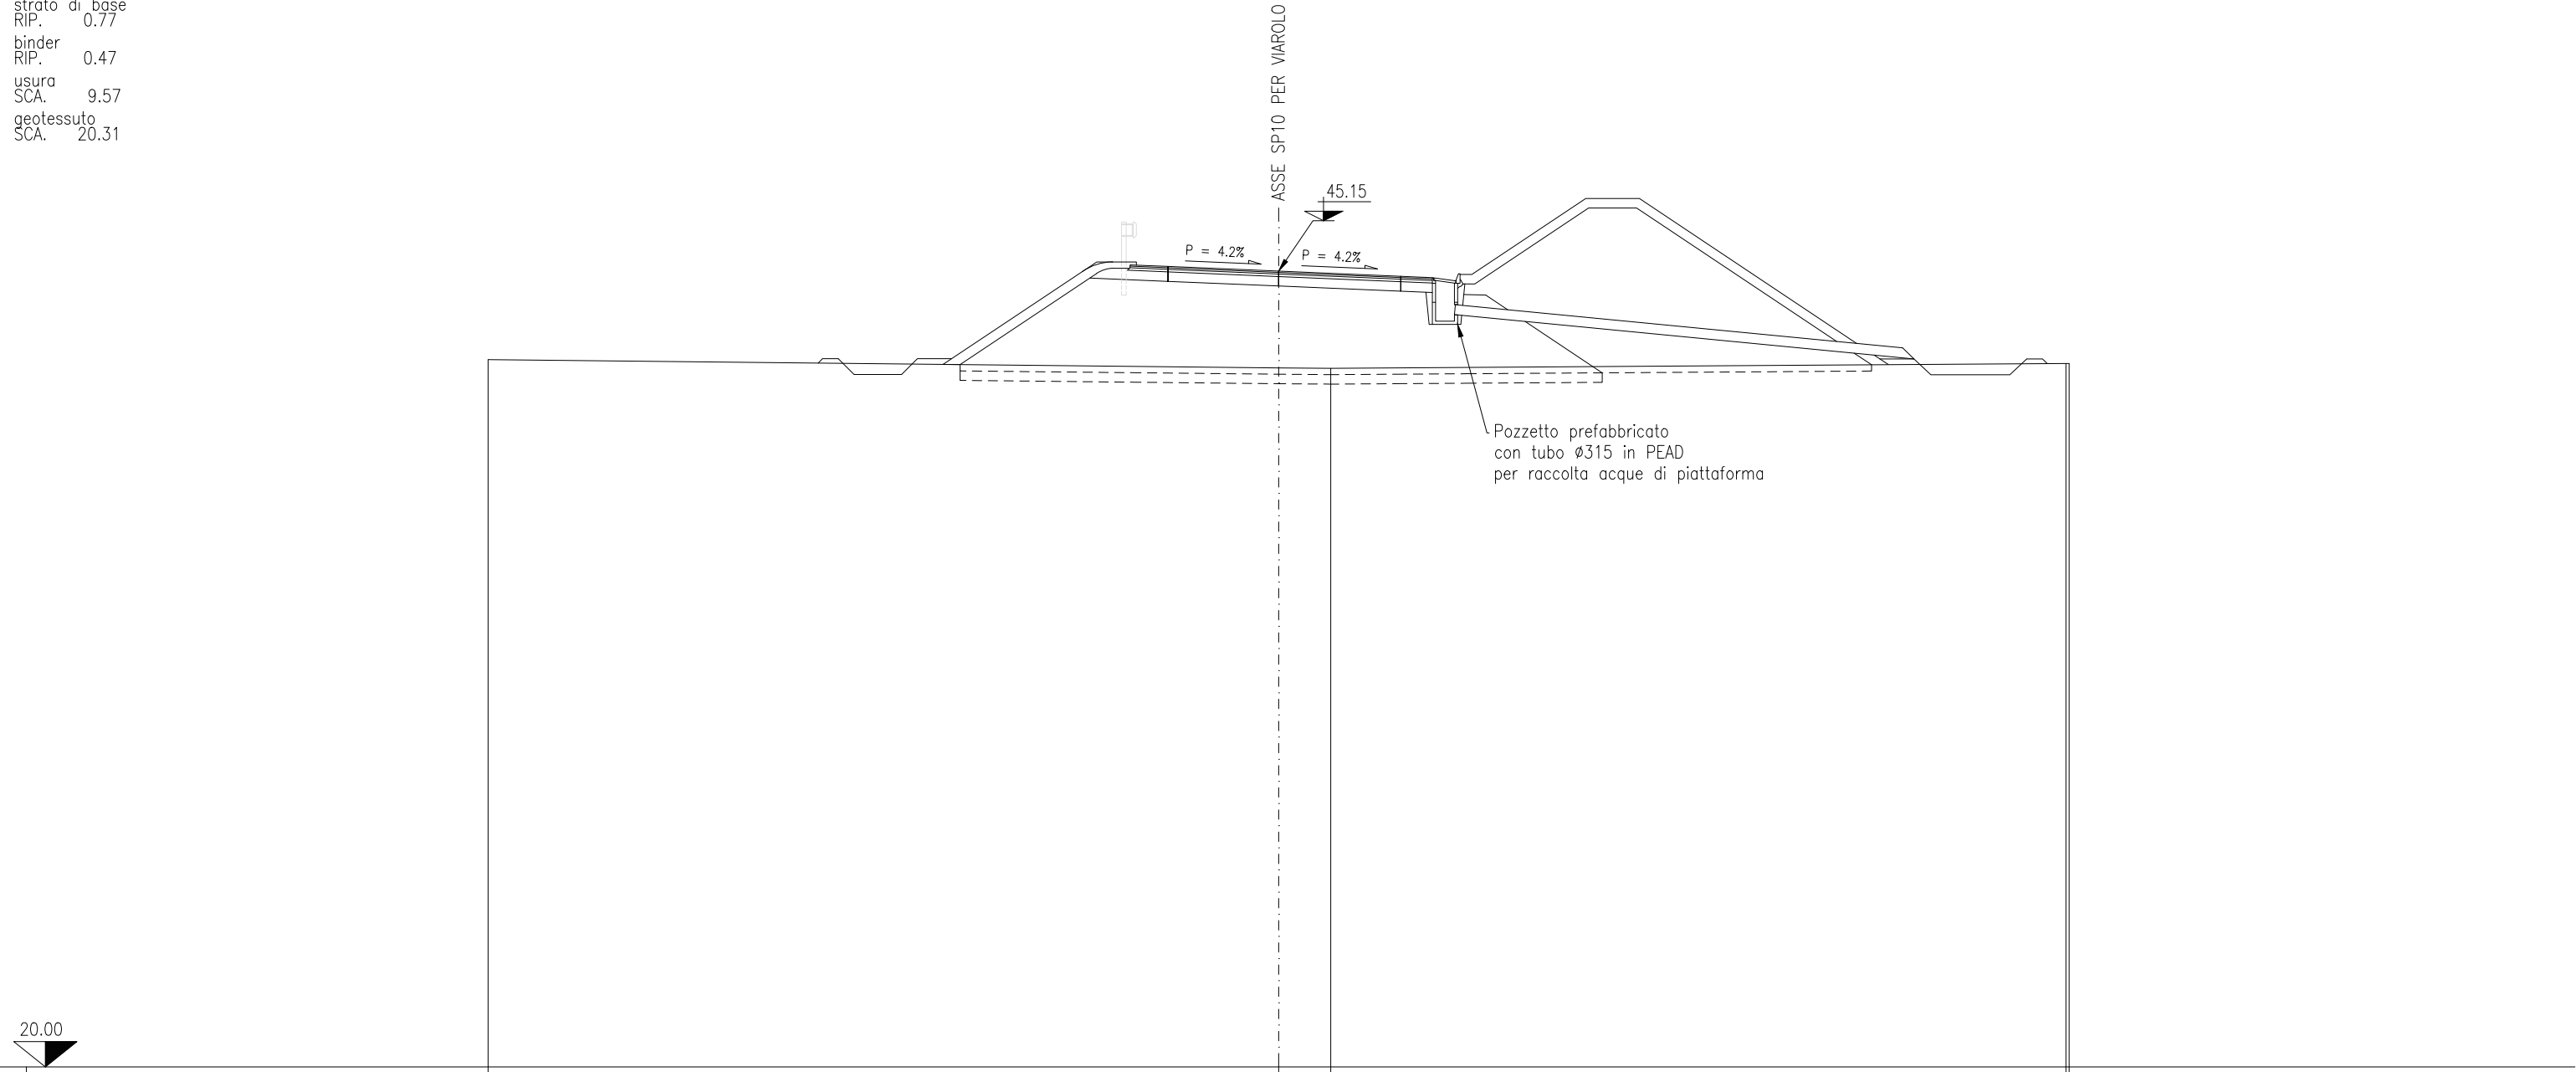 strato di base
RIP. 0.77
binder
RIP. 0.47
usura
SCA. 9.57
geotessuto
SCA. 20.31
ASSE SP10 PER VIAROLO
45.15
P = 4.2%
P = 4.2%
Pozzetto prefabbricato
con tubo ø315 in PEAD
per raccolta acque di piattaforma
20.00